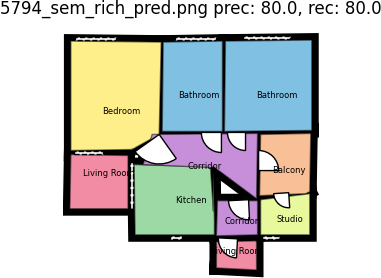 5794_sem_rich_pred.png prec: 80.0, rec: 80.0
Bathroom Bathroom
Bedroom
Corridor
Living Room Balcony
Kitchen
Corridor Studio
Living Room